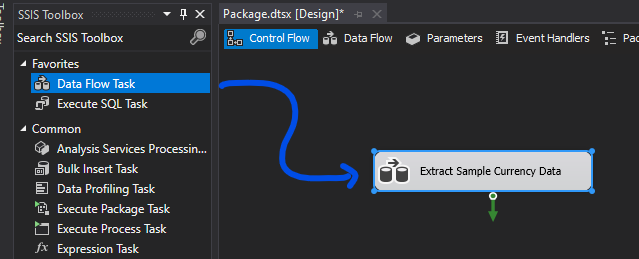 SSIS Toolbox
Search SSIS Toolbox
Favorites
Data Flow Task
Execute SQL Task
Common
Analysis Services Processing...
Bulk Insert Task
Data Profiling Task
Execute Package Task
Execute Process Task
fx Expression Task
Package.dtsx [Design]*
Control Flow
Data Flow
Parameters
Event Handlers
Pac
Extract Sample Currency Data